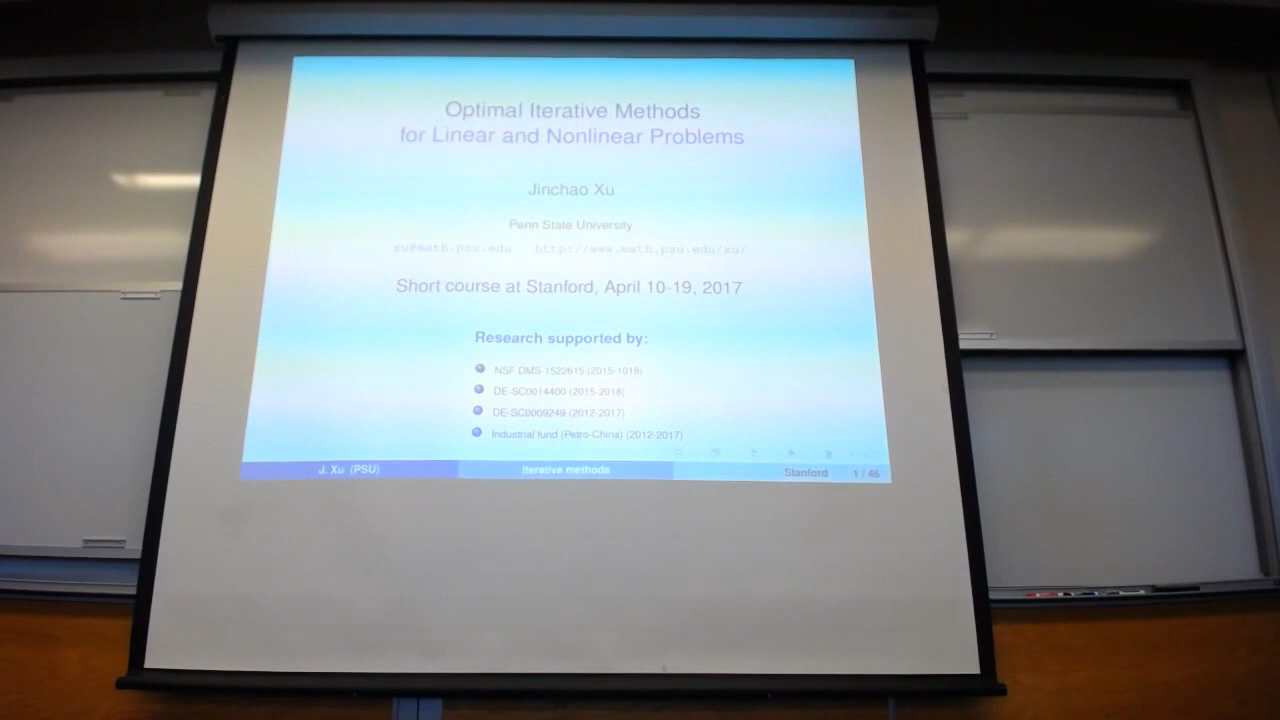 Optimal Iterative Methods
for Linear and Nonlinear Problems
Jinchao Xu
Penn State University
xu@math.psu.edu http://www.math.psu.edu/xu/
Short course at Stanford, April 10-19, 2017
Research supported by:
NSF DMS-1522615 (2015-1018)
DE-SC0014400 (2015-2018)
DE-SC0009249 (2012-2017)
Industrial fund (Petro-China) (2012-2017)
J. Xu (PSU) Iterative methods Stanford 1 / 46